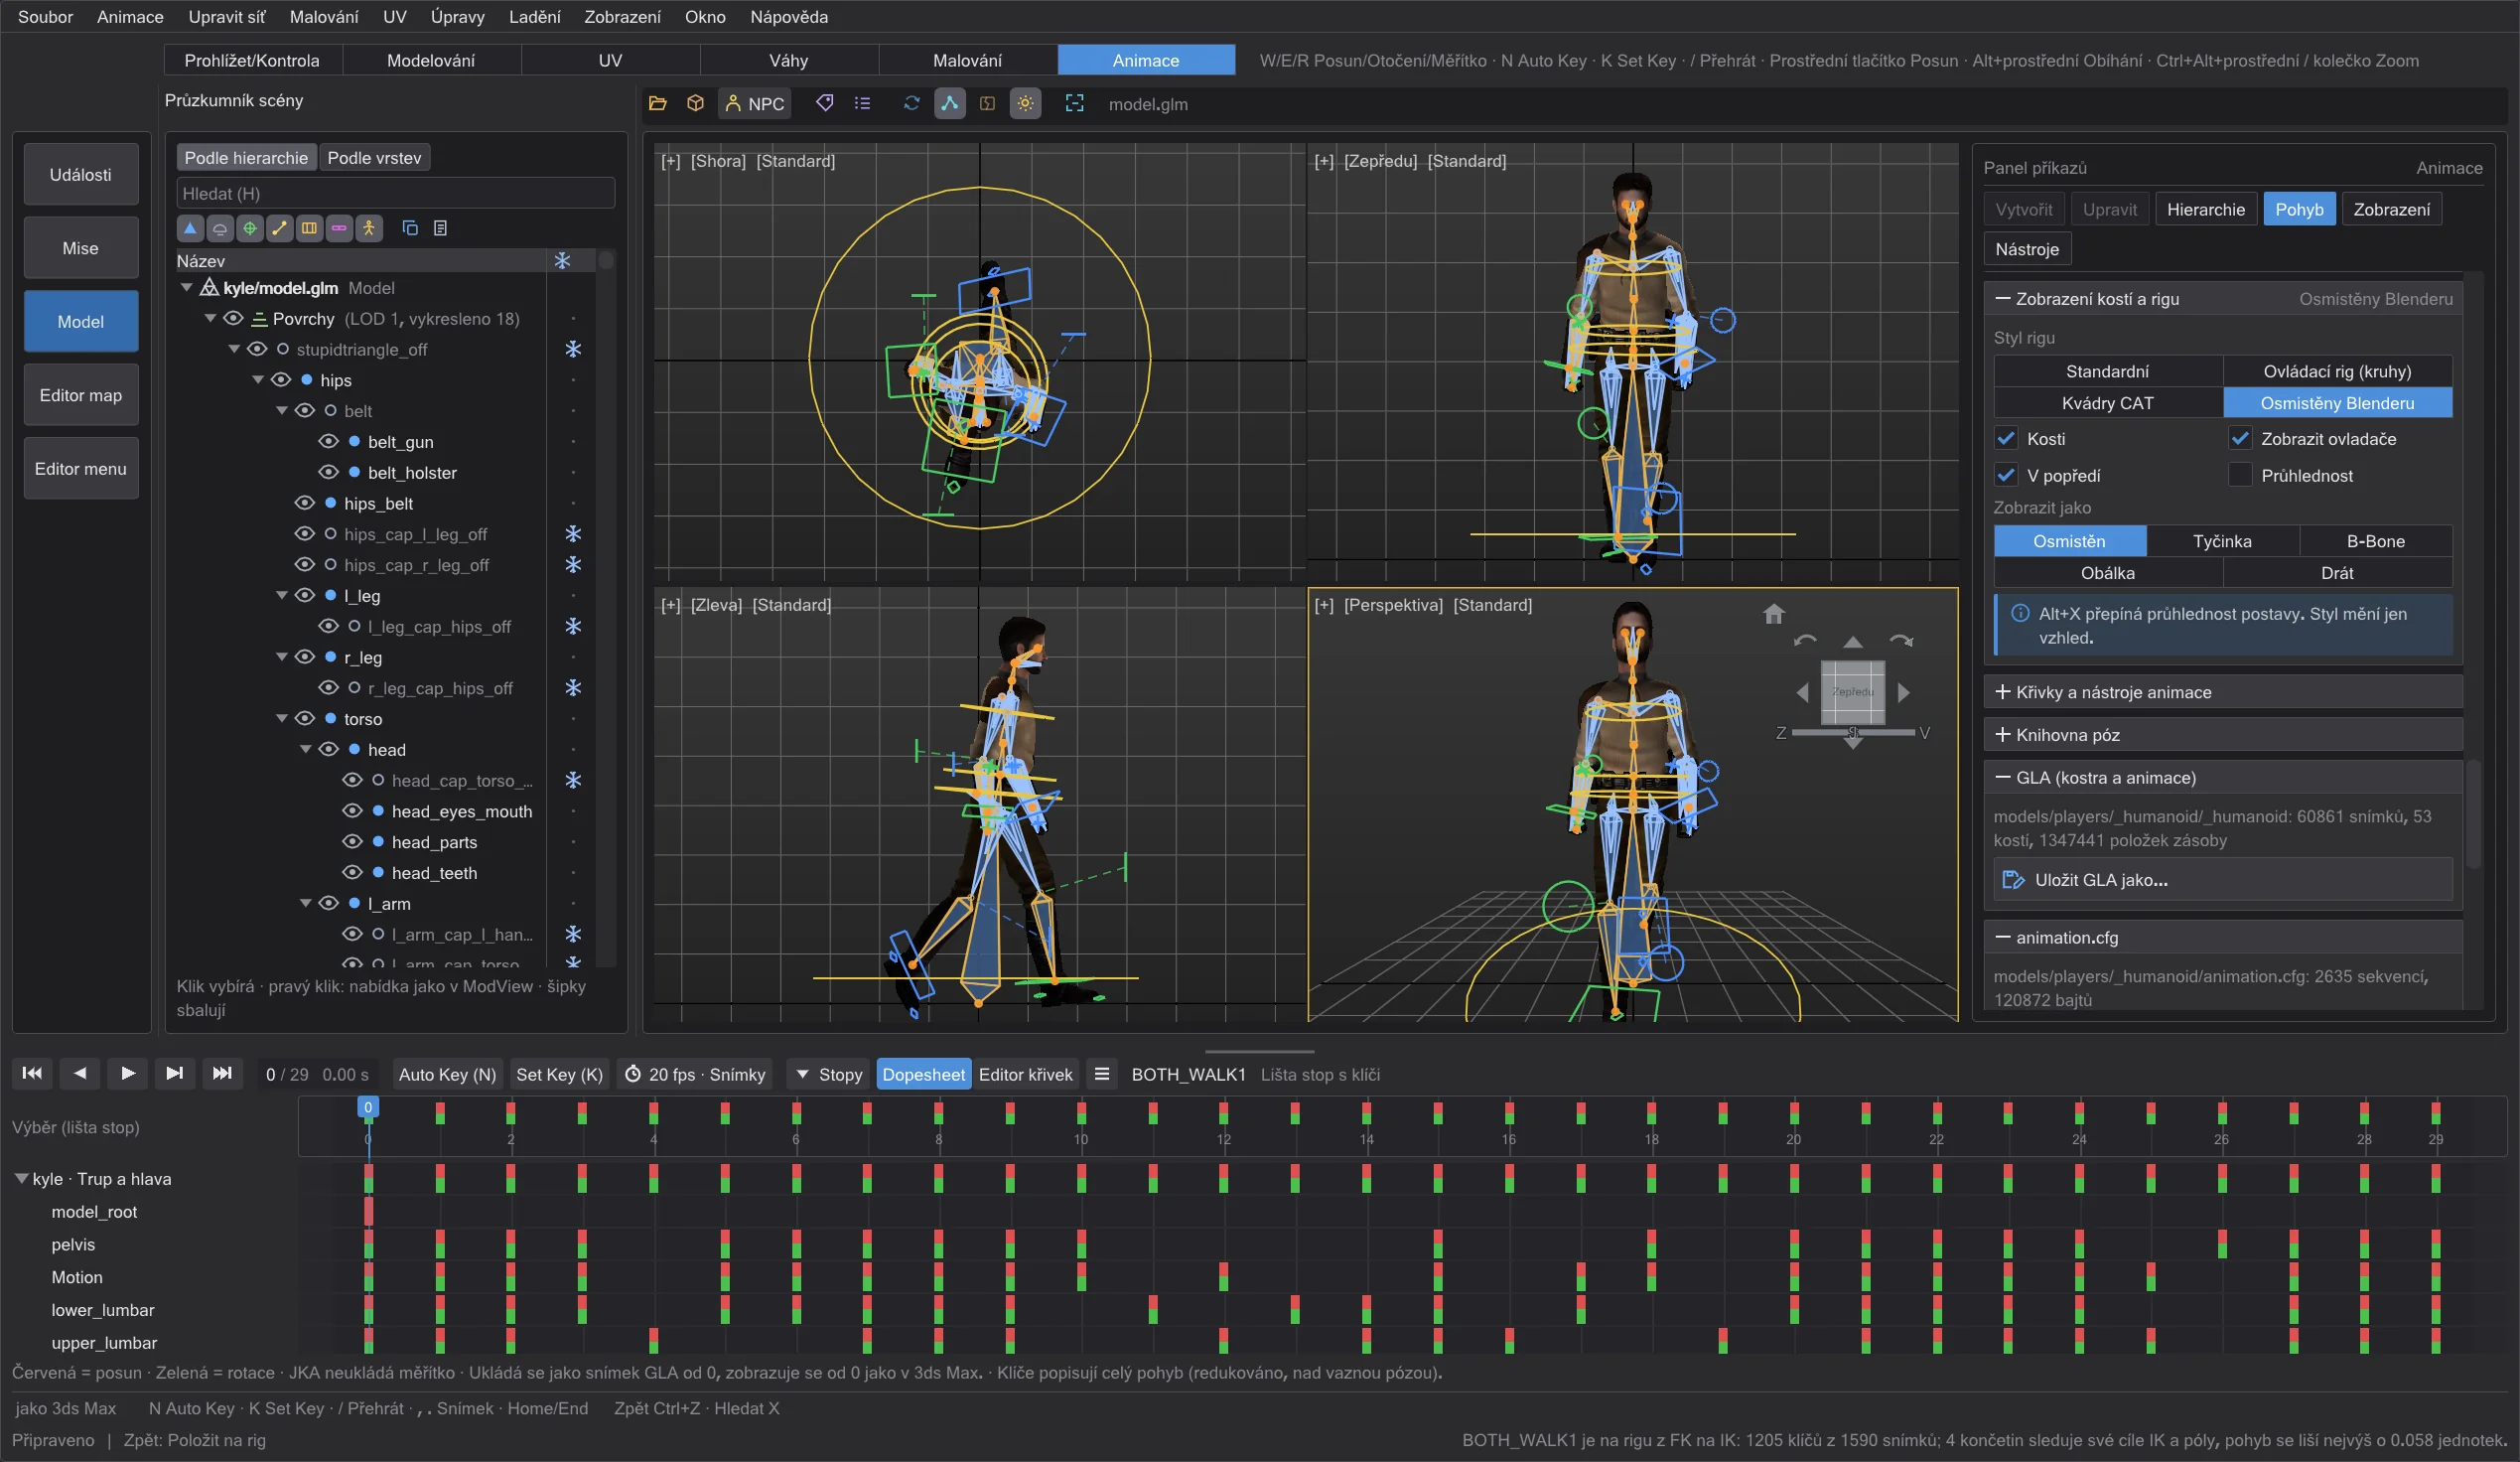 Soubor Animace Upravit síť Malování UV Úpravy Ladění Zobrazení Okno Nápověda
Prohlížet/Kontrola Modelování UV Váhy Malování Animace W/E/R Posun/Otočení/Měřítko · N Auto Key · K Set Key · / Přehrát · Prostřední tlačítko Posun · Alt+prostřední Obíhání · Ctrl+Alt+prostřední / kolečko Zoom
Průzkumník scény
NPC model.glm
Události
Mise
Model
Editor map
Editor menu
Podle hierarchie Podle vrstev
Hledat (H)
Název
kyle/model.glm Model
Povrchy (LOD 1, vykresleno 18)
stupidtriangle_off
hips
belt
belt_gun
belt_holster
hips_belt
hips_cap_l_leg_off
hips_cap_r_leg_off
l_leg
l_leg_cap_hips_off
r_leg
r_leg_cap_hips_off
torso
head
head_cap_torso_...
head_eyes_mouth
head_parts
head_teeth
l_arm
l_arm_cap_l_han...
l_arm_cap_torso
Klik vybírá · pravý klik: nabídka jako v ModView · šipky
sbalují
[+] [Shora] [Standard]
[+] [Zepředu] [Standard]
[+] [Zleva] [Standard]
[+] [Perspektiva] [Standard]
Zepředu
Z V
Panel příkazů Animace
Vytvořit Upravit Hierarchie Pohyb Zobrazení
Nástroje
Zobrazení kostí a rigu Osmistěny Blenderu
Styl rigu
Standardní Ovládací rig (kruhy)
Kvádry CAT Osmistěny Blenderu
Kosti Zobrazit ovladače
V popředí Průhlednost
Zobrazit jako
Osmistěn Tyčinka B-Bone
Obálka Drát
Alt+X přepíná průhlednost postavy. Styl mění jen
vzhled.
Křivky a nástroje animace
Knihovna póz
GLA (kostra a animace)
models/players/_humanoid/_humanoid: 60861 snímků, 53
kostí, 1347441 položek zásoby
Uložit GLA jako...
animation.cfg
models/players/_humanoid/animation.cfg: 2635 sekvencí,
120872 bajtů
0 / 29 0.00 s Auto Key (N) Set Key (K) 20 fps · Snímky Stopy Dopesheet Editor křivek BOTH_WALK1 Lišta stop s klíči
0
Výběr (lišta stop)
0 2 4 6 8 10 12 14 16 18 20 22 24 26 28 29
kyle · Trup a hlava
model_root
pelvis
Motion
lower_lumbar
upper_lumbar
Červená = posun · Zelená = rotace · JKA neukládá měřítko · Ukládá se jako snímek GLA od 0, zobrazuje se od 0 jako v 3ds Max. · Klíče popisují celý pohyb (redukováno, nad vaznou pózou).
jako 3ds Max N Auto Key · K Set Key · / Přehrát · , . Snímek · Home/End Zpět Ctrl+Z · Hledat X
Připraveno | Zpět: Položit na rig
BOTH_WALK1 je na rigu z FK na IK: 1205 klíčů z 1590 snímků; 4 končetin sleduje své cíle IK a póly, pohyb se liší nejvýš o 0.058 jednotek.